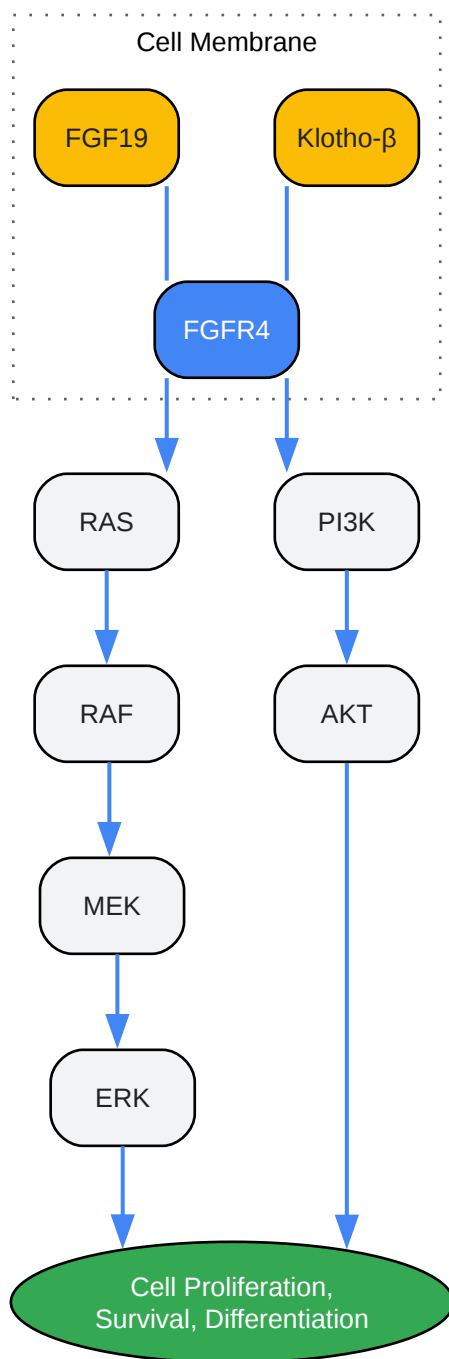 Cell Membrane
FGF19
Klotho-β
FGFR4
RAS
PI3K
RAF
AKT
MEK
ERK
Cell Proliferation,
Survival, Differentiation